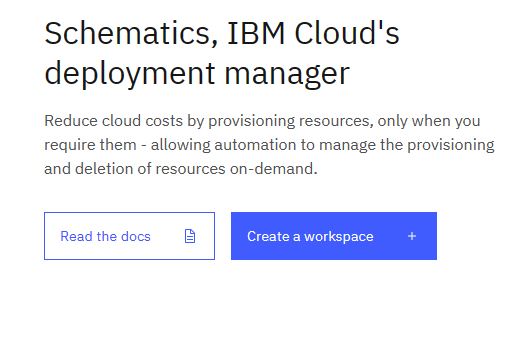 Schematics, IBM Cloud's
deployment manager
Reduce cloud costs by provisioning resources, only when you
require them - allowing automation to manage the provisioning
and deletion of resources on-demand.
Read the docs
Create a workspace +